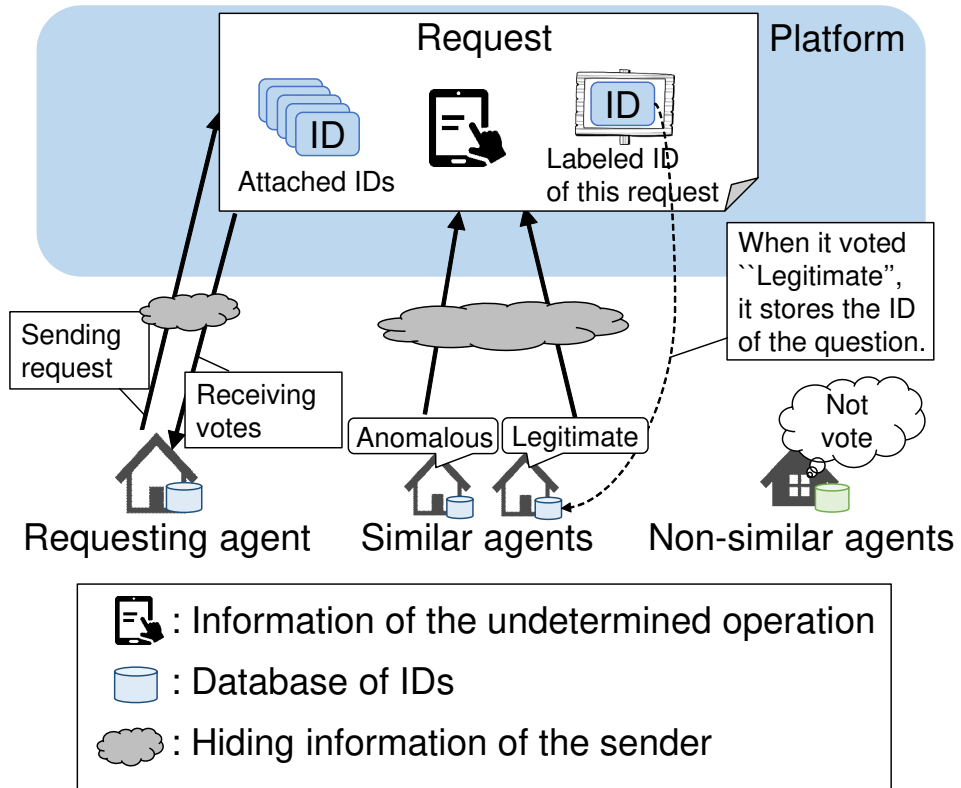 Request
Platform
ID
ID
Attached IDs
Labeled ID
of this request
When it voted
``Legitimate”,
it stores the ID
of the question.
Sending
request
Receiving
votes
Anomalous
Legitimate
Not
vote
Requesting agent
Similar agents
Non-similar agents
: Information of the undetermined operation
: Database of IDs
: Hiding information of the sender